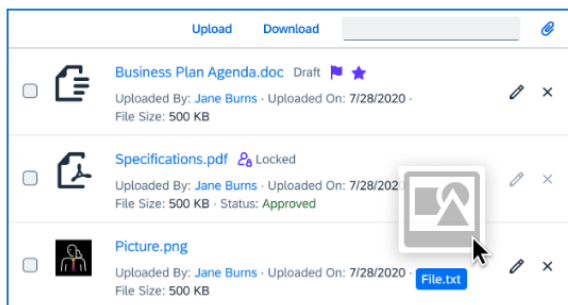 Upload Download
Business Plan Agenda.doc Draft
Uploaded By: Jane Burns · Uploaded On: 7/28/2020 ·
File Size: 500 KB
Specifications.pdf Locked
Uploaded By: Jane Burns · Uploaded On: 7/28/202
File Size: 500 KB · Status: Approved
Picture.png
Uploaded By: Jane Burns · Uploaded On: 7/28/2020 ·
File.txt
File Size: 500 KB